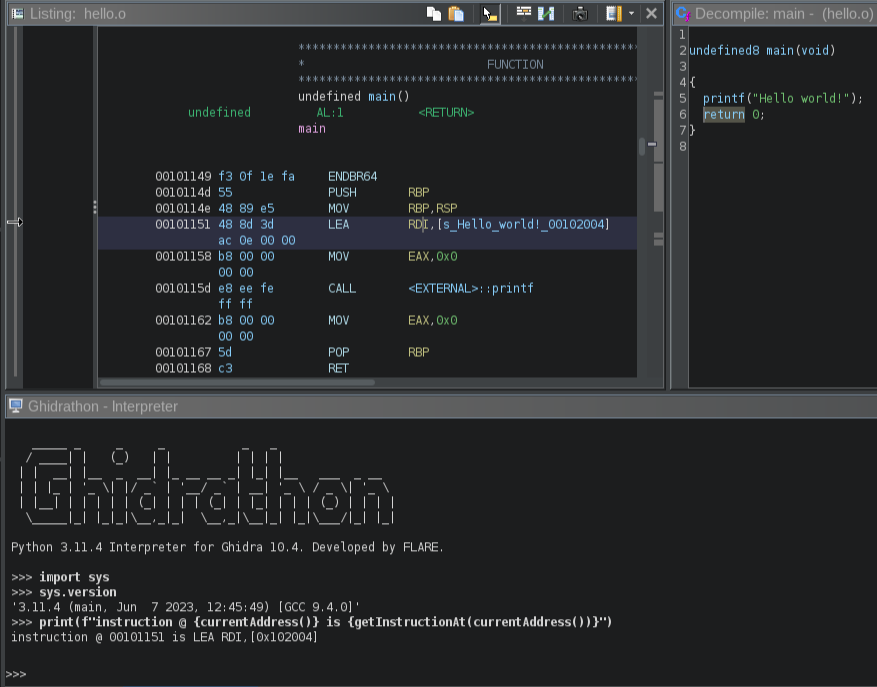 Listing: hello.o
*************************************************
* FUNCTION
*************************************************
undefined main()
undefined AL:1 <RETURN>
main
00101149 f3 0f 1e fa ENDBR64
0010114d 55 PUSH RBP
0010114e 48 89 e5 MOV RBP,RSP
00101151 48 8d 3d LEA RDI,[s_Hello_world!_00102004]
ac 0e 00 00
00101158 b8 00 00 MOV EAX,0x0
00 00
0010115d e8 ee fe CALL <EXTERNAL>::printf
ff ff
00101162 b8 00 00 MOV EAX,0x0
00 00
00101167 5d POP RBP
00101168 c3 RET
Decompile: main - (hello.o)
1
2 undefined8 main(void)
3
4 {
5 printf("Hello world!");
6 return 0;
7 }
8
Ghidrathon - Interpreter
Ghidrathon
Python 3.11.4 Interpreter for Ghidra 10.4. Developed by FLARE.
>>> import sys
>>> sys.version
'3.11.4 (main, Jun  7 2023, 12:45:49) [GCC 9.4.0]'
>>> print(f"instruction @ {currentAddress()} is {getInstructionAt(currentAddress())}")
instruction @ 00101151 is LEA RDI,[0x102004]
>>>